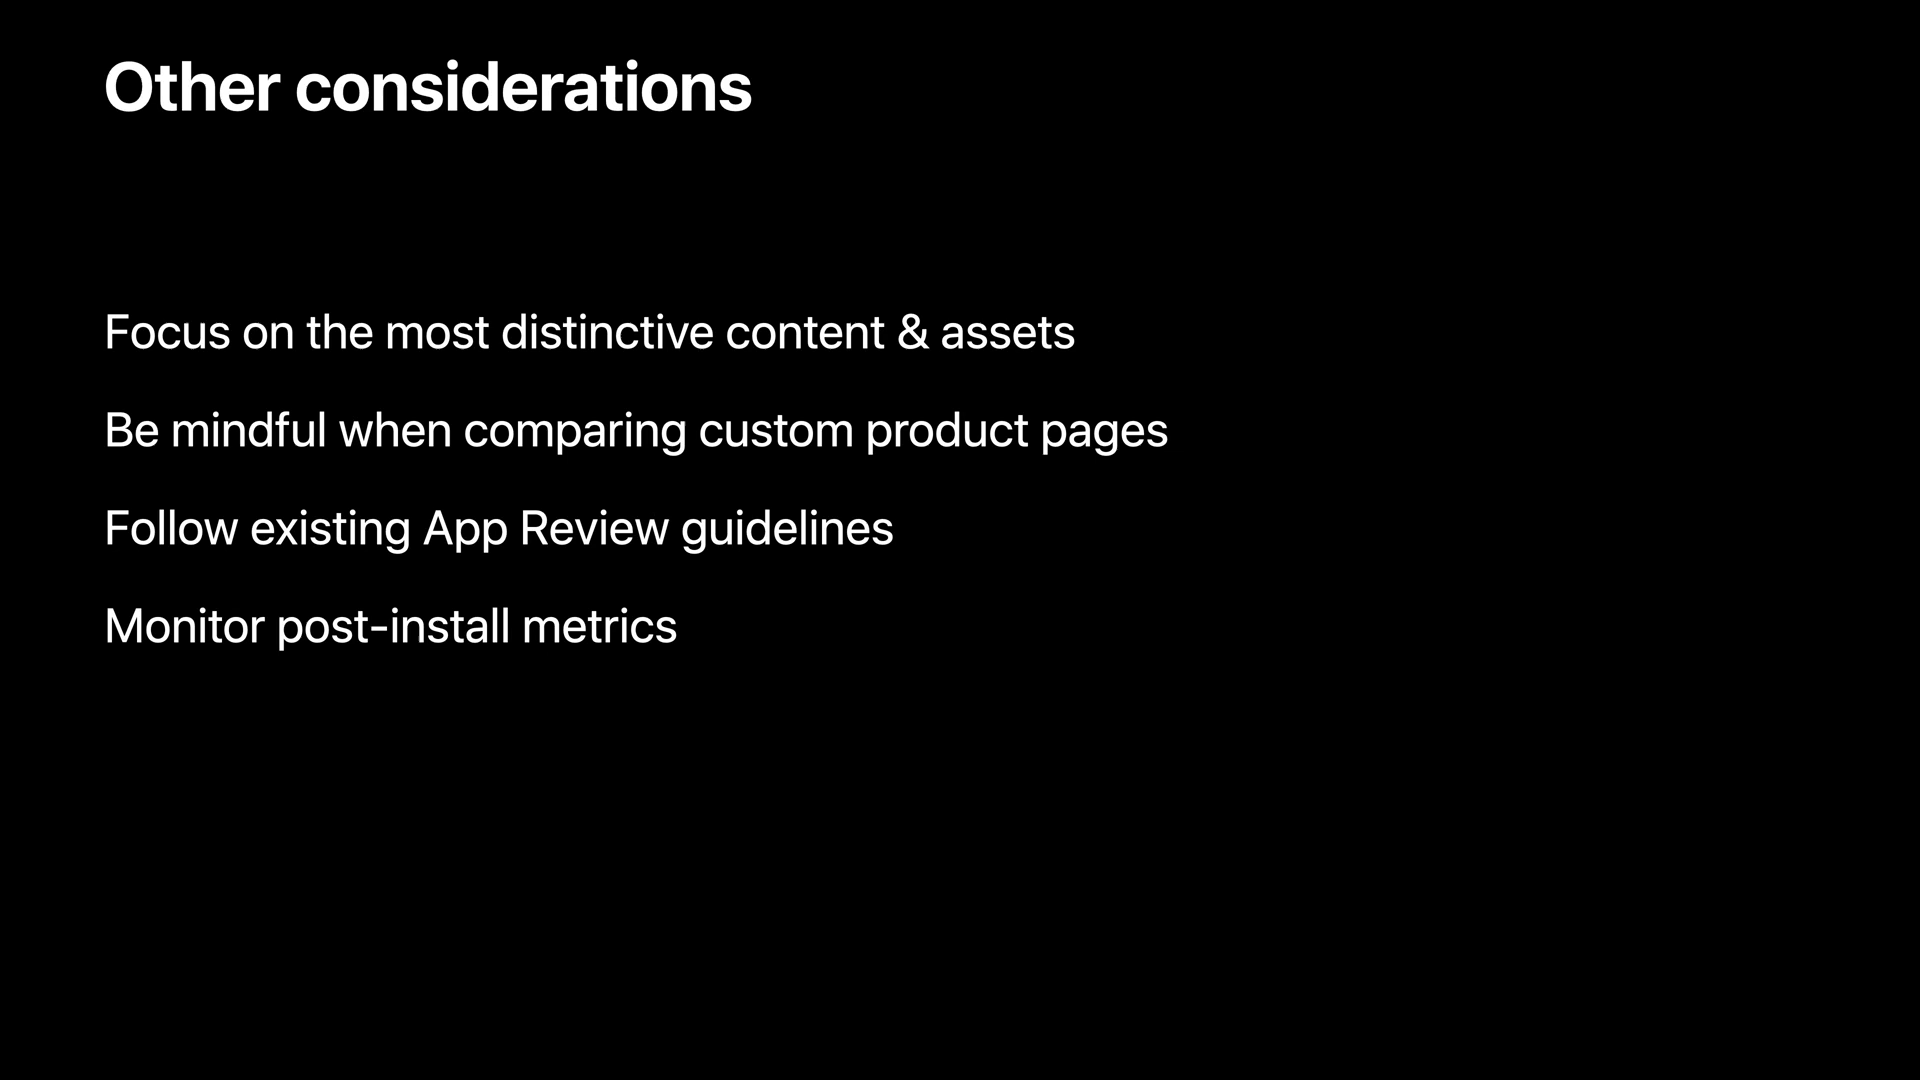 Other considerations
Focus on the most distinctive content & assets
Be mindful when comparing custom product pages
Follow existing App Review guidelines
Monitor post-install metrics